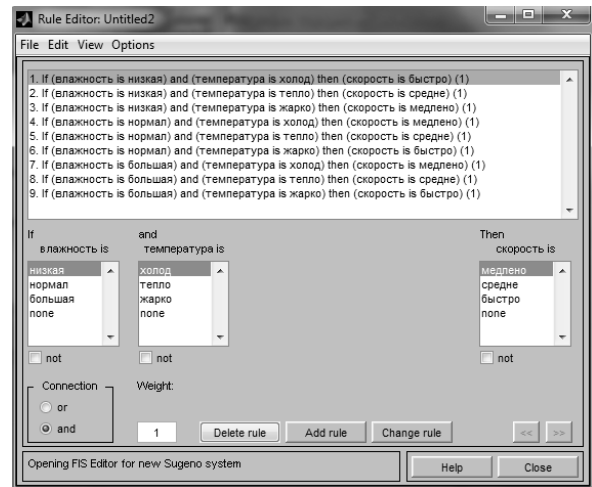 Rule Editor: Untitled2
File Edit View Options
1. If (влажность is низкая) and (температура is холод) then (скорость is быстро) (1)
2. If (влажность is низкая) and (температура is тепло) then (скорость is средне) (1)
3. If (влажность is низкая) and (температура is жарко) then (скорость is медлено) (1)
4. If (влажность is нормал) and (температура is холод) then (скорость is медлено) (1)
5. If (влажность is нормал) and (температура is тепло) then (скорость is средне) (1)
6. If (влажность is нормал) and (температура is жарко) then (скорость is быстро) (1)
7. If (влажность is большая) and (температура is холод) then (скорость is медлено) (1)
8. If (влажность is большая) and (температура is тепло) then (скорость is средне) (1)
9. If (влажность is большая) and (температура is жарко) then (скорость is быстро) (1)
If and Then
влажность is температура is скорость is
низкая холод медлено
нормал тепло средне
большая жарко быстро
none none none
not not not
Connection Weight:
or
and 1 Delete rule Add rule Change rule << >>
Opening FIS Editor for new Sugeno system Help Close